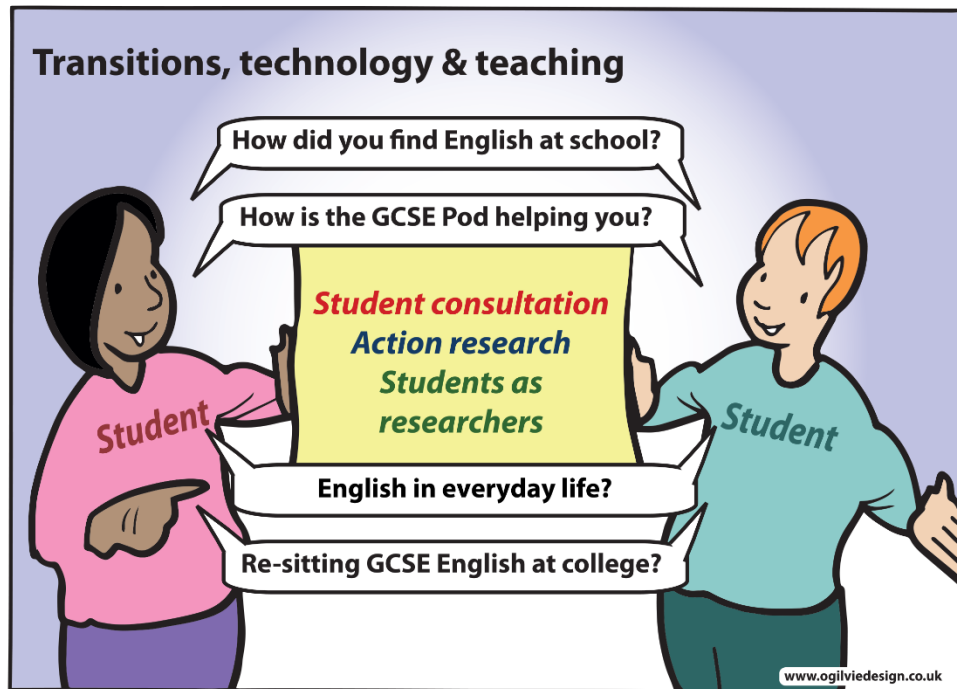 Transitions, technology & teaching
How did you find English at school?
How is the GCSE Pod helping you?
Student consultation
Action research
Students as
researchers
Student
Student
English in everyday life?
Re-sitting GCSE English at college?
www.ogilviedesign.co.uk